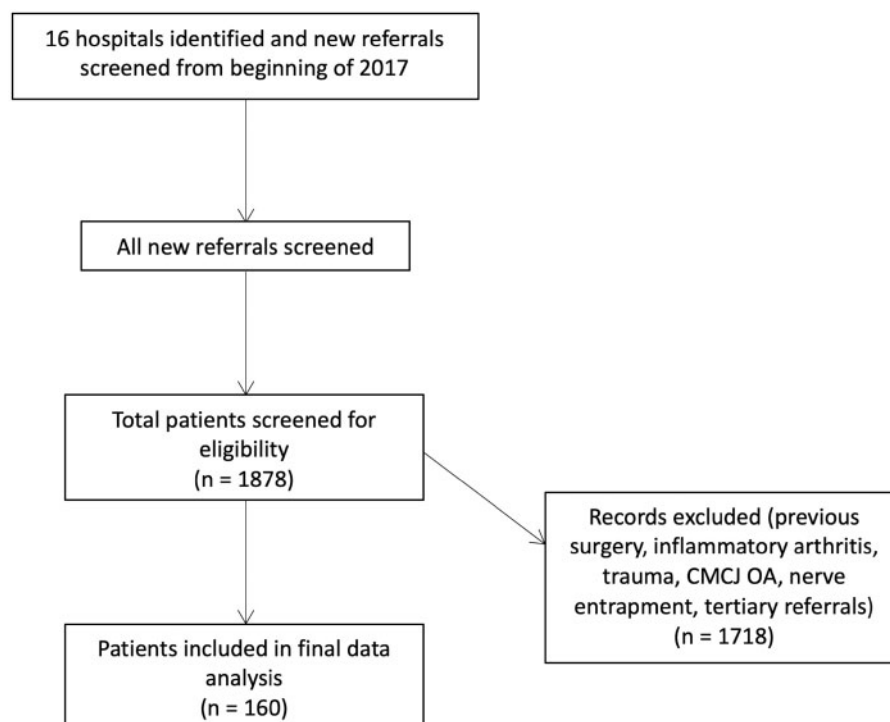 16 hospitals identified and new referrals
screened from beginning of 2017
All new referrals screened
Total patients screened for
eligibility
(n = 1878)
Records excluded (previous
surgery, inflammatory arthritis,
trauma, CMCJ OA, nerve
entrapment, tertiary referrals)
(n = 1718)
Patients included in final data
analysis
(n = 160)